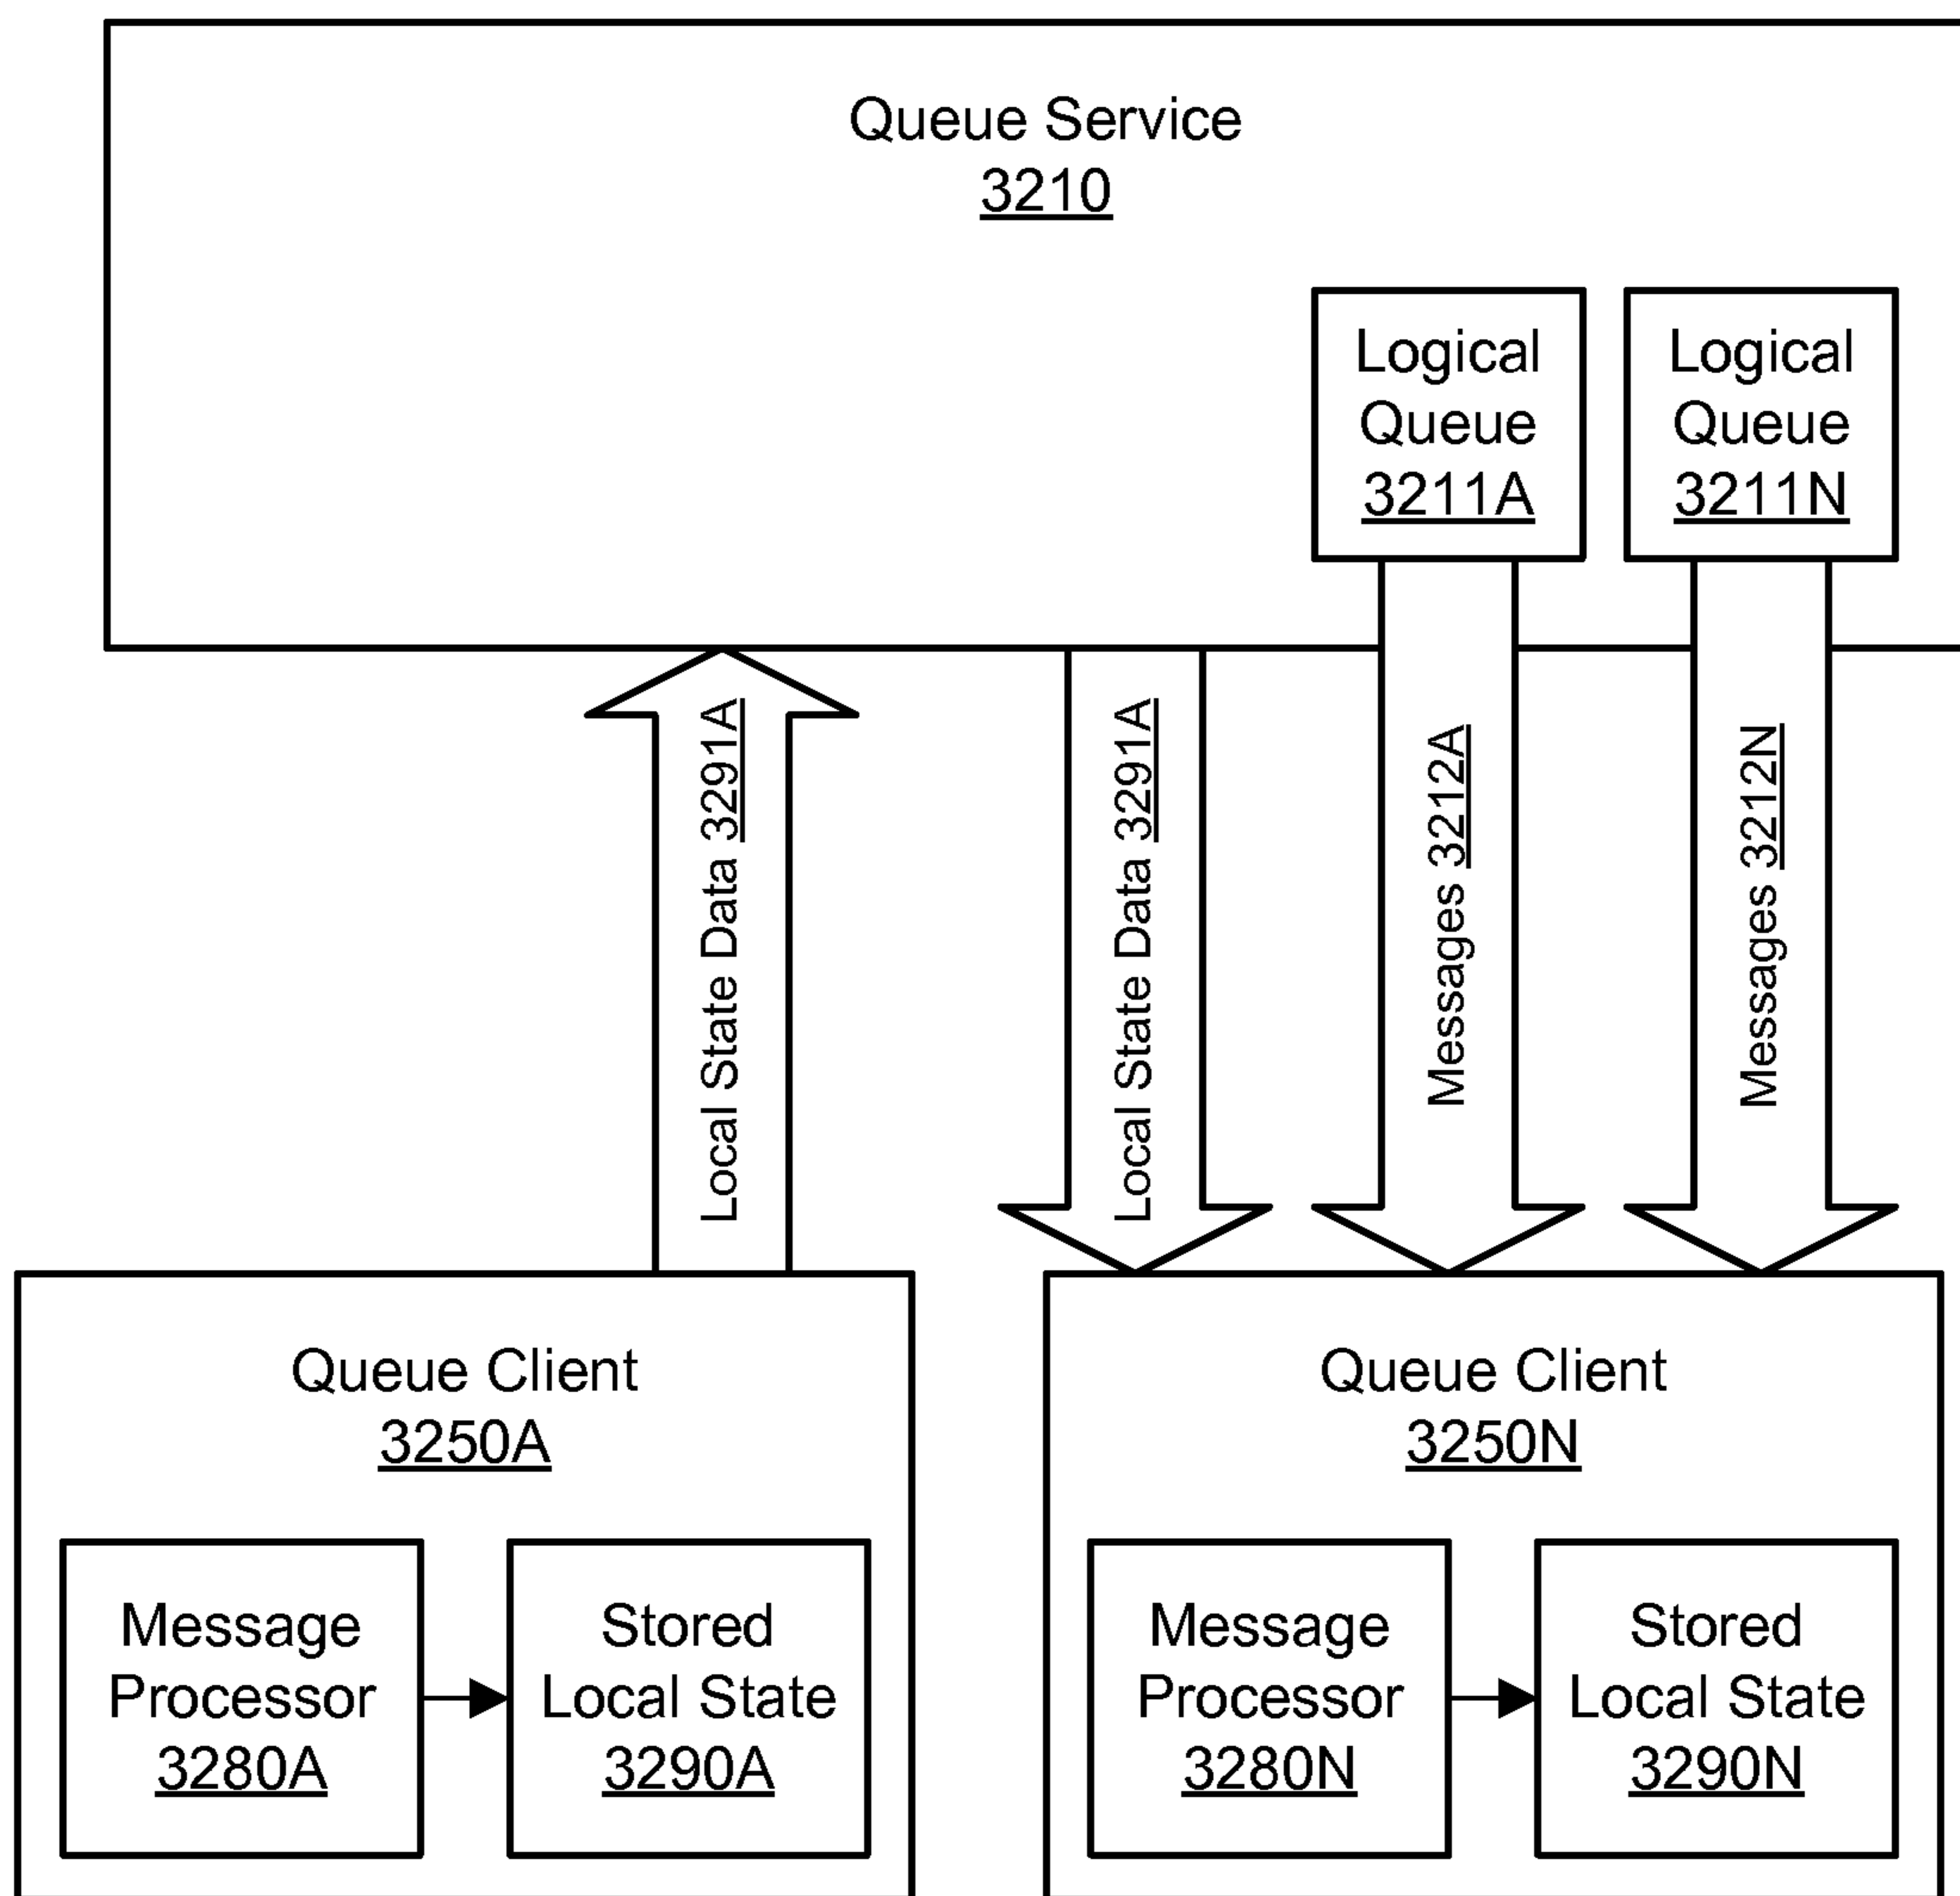 Queue Service
3210
Logical
Queue
3211A
Logical
Queue
3211N
Local State Data 3291A
Local State Data 3291A
Messages 3212A
Messages 3212N
Queue Client
3250A
Message
Processor
3280A
Stored
Local State
3290A
Queue Client
3250N
Message
Processor
3280N
Stored
Local State
3290N